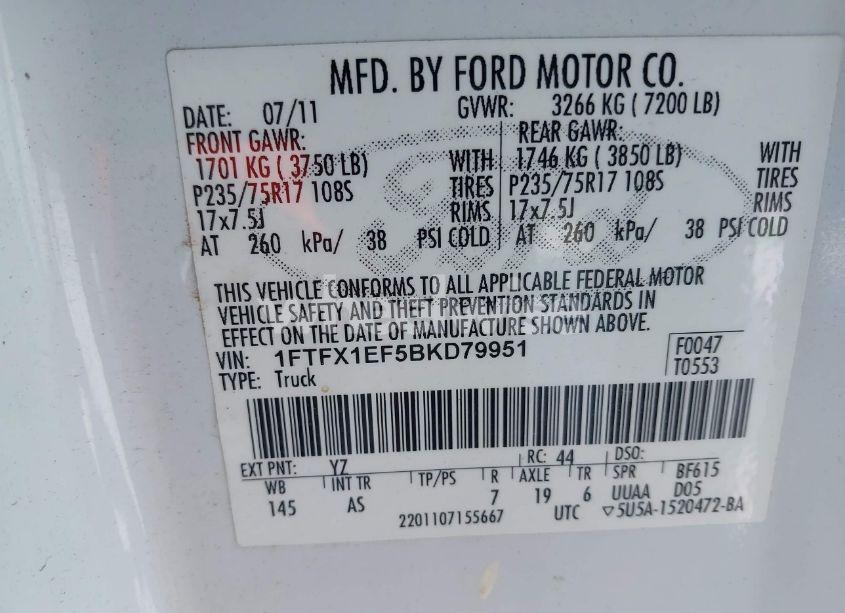 MFD. BY FORD MOTOR CO.
DATE: 07/11 GVWR: 3266 KG ( 7200 LB)
FRONT GAWR: REAR GAWR:
1701 KG ( 3750 LB) WITH 1746 KG ( 3850 LB) WITH
P235/75R17 108S TIRES P235/75R17 108S TIRES
17x7.5J RIMS 17x7.5J RIMS
AT 260 kPa/ 38 PSI COLD AT 260 kPa/ 38 PSI COLD
THIS VEHICLE CONFORMS TO ALL APPLICABLE FEDERAL MOTOR
VEHICLE SAFETY AND THEFT PREVENTION STANDARDS IN
EFFECT ON THE DATE OF MANUFACTURE SHOWN ABOVE.
VIN: 1FTFX1EF5BKD79951 F0047
TYPE: Truck T0553
EXT PNT: YZ RC: 44 DSO:
WB INT TR TP/PS R AXLE TR SPR BF615
145 AS 7 19 6 UUAA D05
2201107155667 UTC ▽5U5A-1520472-BA